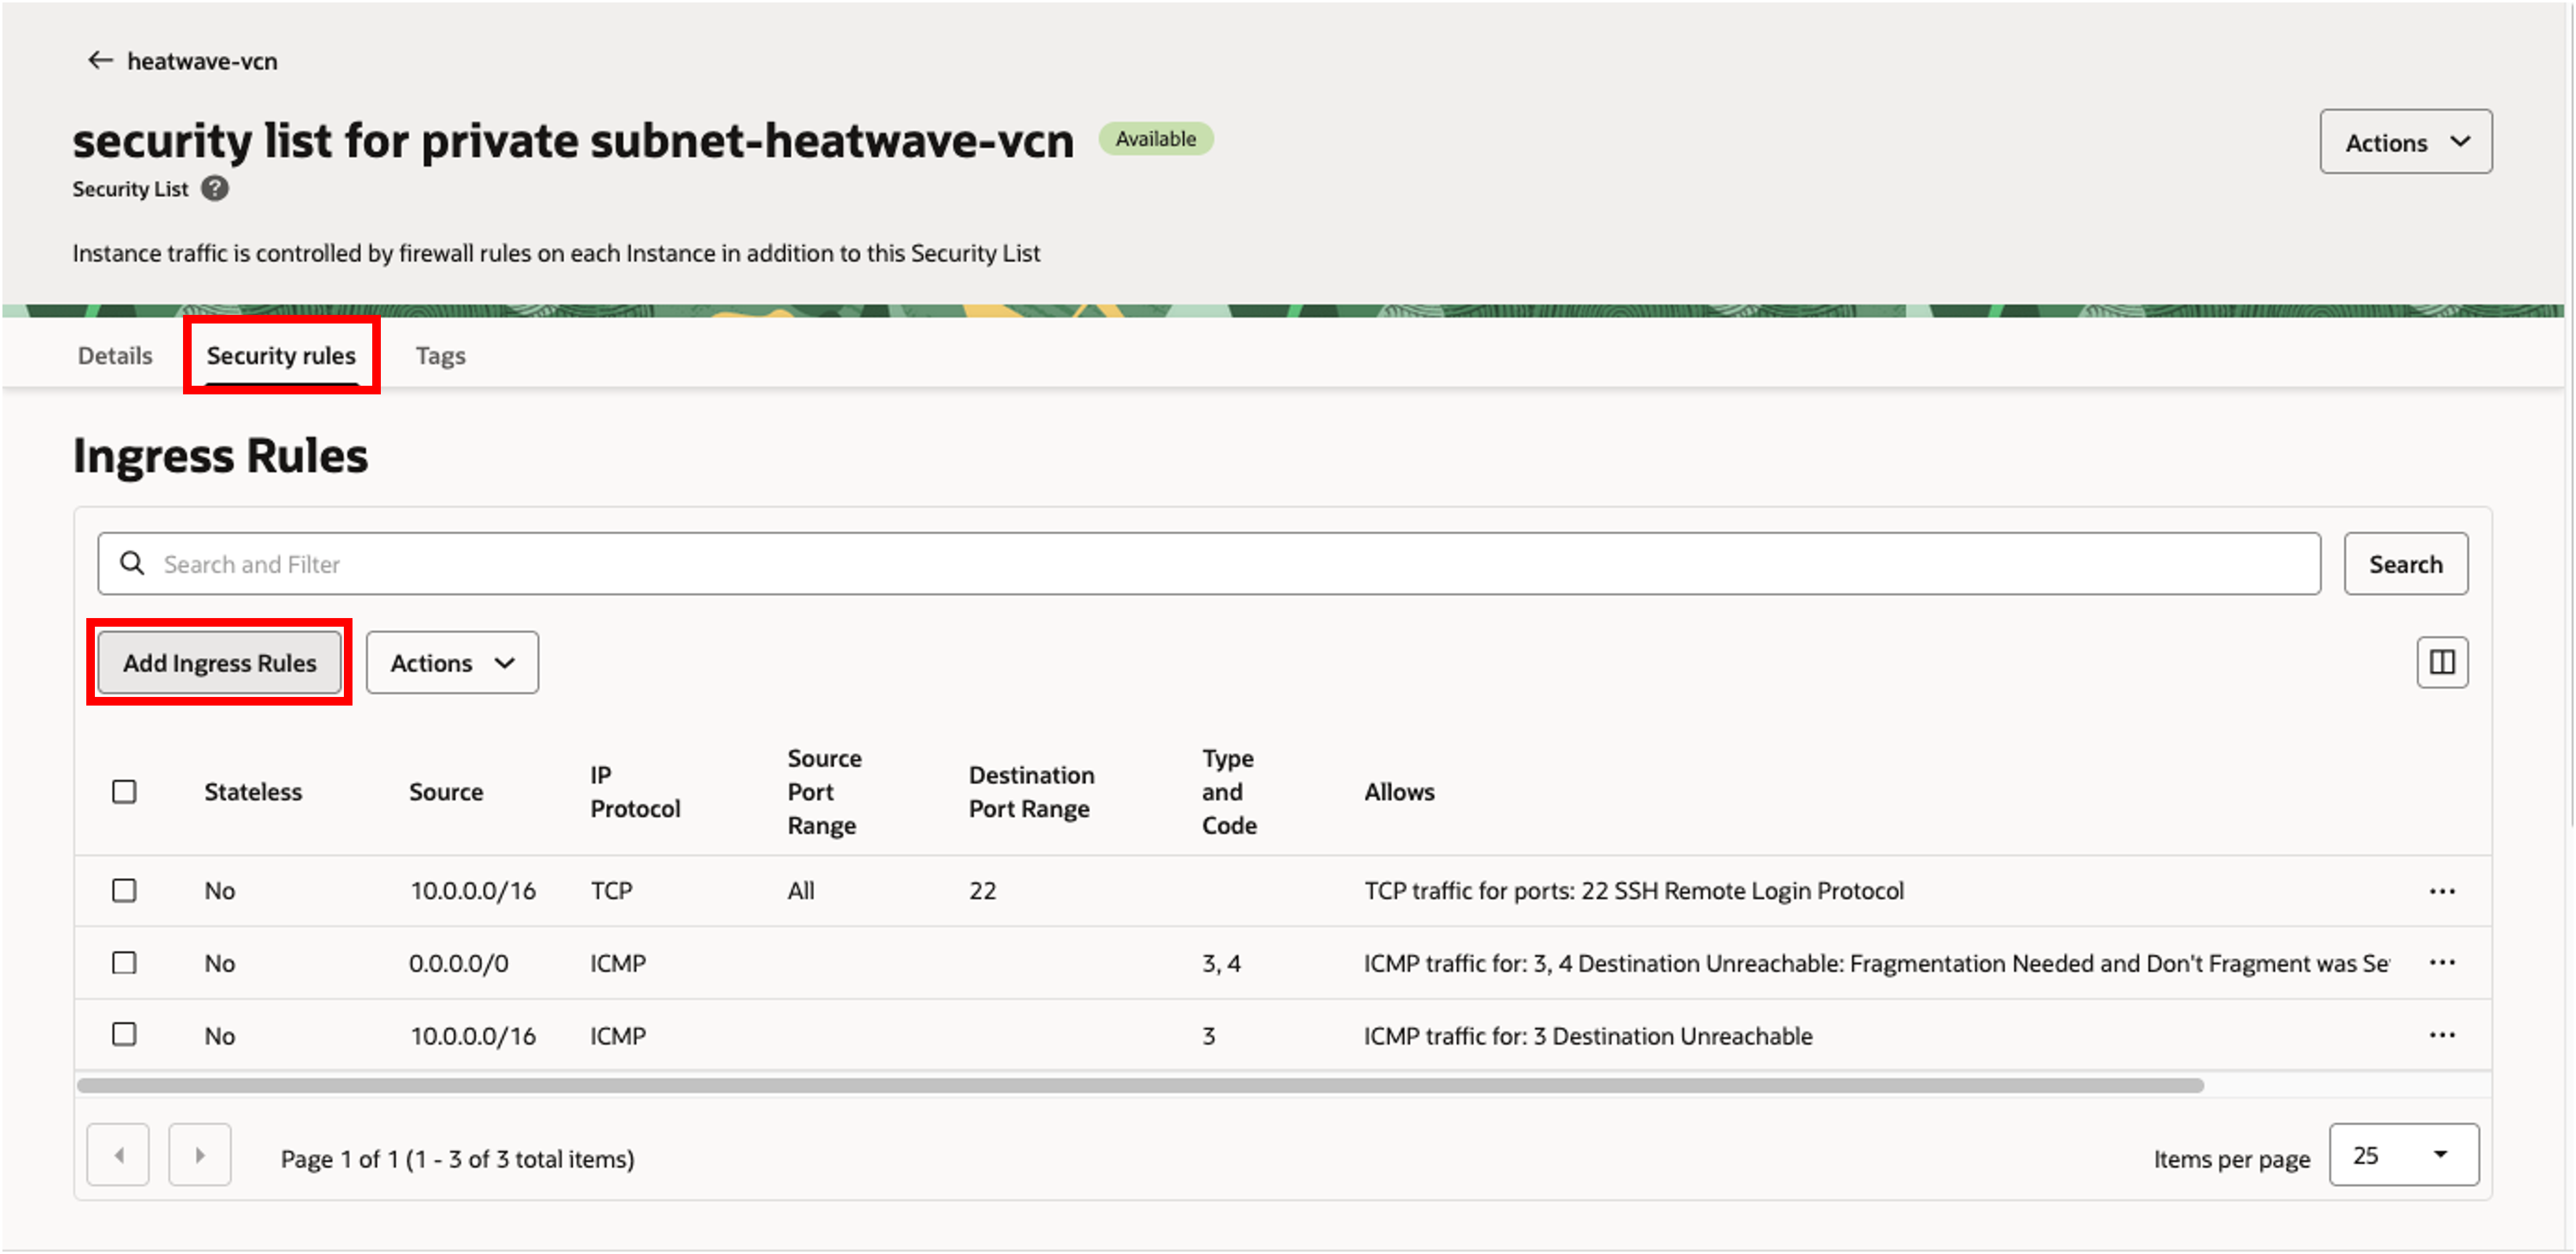 heatwave-vcn
security list for private subnet-heatwave-vcn Available
Actions
Security List ?
Instance traffic is controlled by firewall rules on each Instance in addition to this Security List
Details Security rules Tags
Ingress Rules
Search and Filter Search
Add Ingress Rules Actions
Stateless Source IP Protocol Source Port Range Destination Port Range Type and Code Allows
No 10.0.0.0/16 TCP All 22 TCP traffic for ports: 22 SSH Remote Login Protocol ...
No 0.0.0.0/0 ICMP 3, 4 ICMP traffic for: 3, 4 Destination Unreachable: Fragmentation Needed and Don't Fragment was Se ...
No 10.0.0.0/16 ICMP 3 ICMP traffic for: 3 Destination Unreachable ...
Page 1 of 1 (1 - 3 of 3 total items) Items per page 25